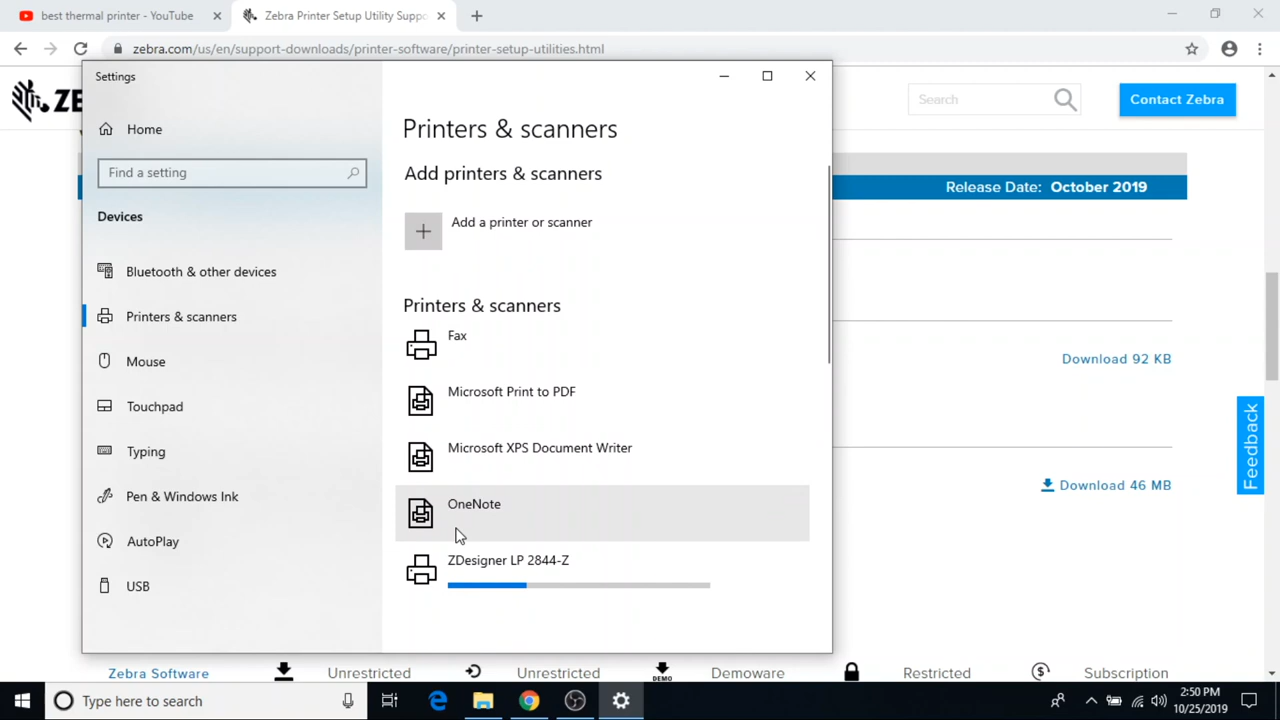 best thermal printer - YouTube
Zebra Printer Setup Utility Suppo
zebra.com/us/en/support-downloads/printer-software/printer-setup-utilities.html
ZE
Search
Contact Zebra
Release Date: October 2019
Download 92 KB
Download 46 MB
Feedback
Settings
Home
Find a setting
Devices
Bluetooth & other devices
Printers & scanners
Mouse
Touchpad
Typing
Pen & Windows Ink
AutoPlay
USB
Printers & scanners
Add printers & scanners
Add a printer or scanner
Printers & scanners
Fax
Microsoft Print to PDF
Microsoft XPS Document Writer
OneNote
ZDesigner LP 2844-Z
Zebra Software
Unrestricted
Unrestricted
DEMO
Demoware
Restricted
Subscription
Type here to search
2:50 PM
10/25/2019